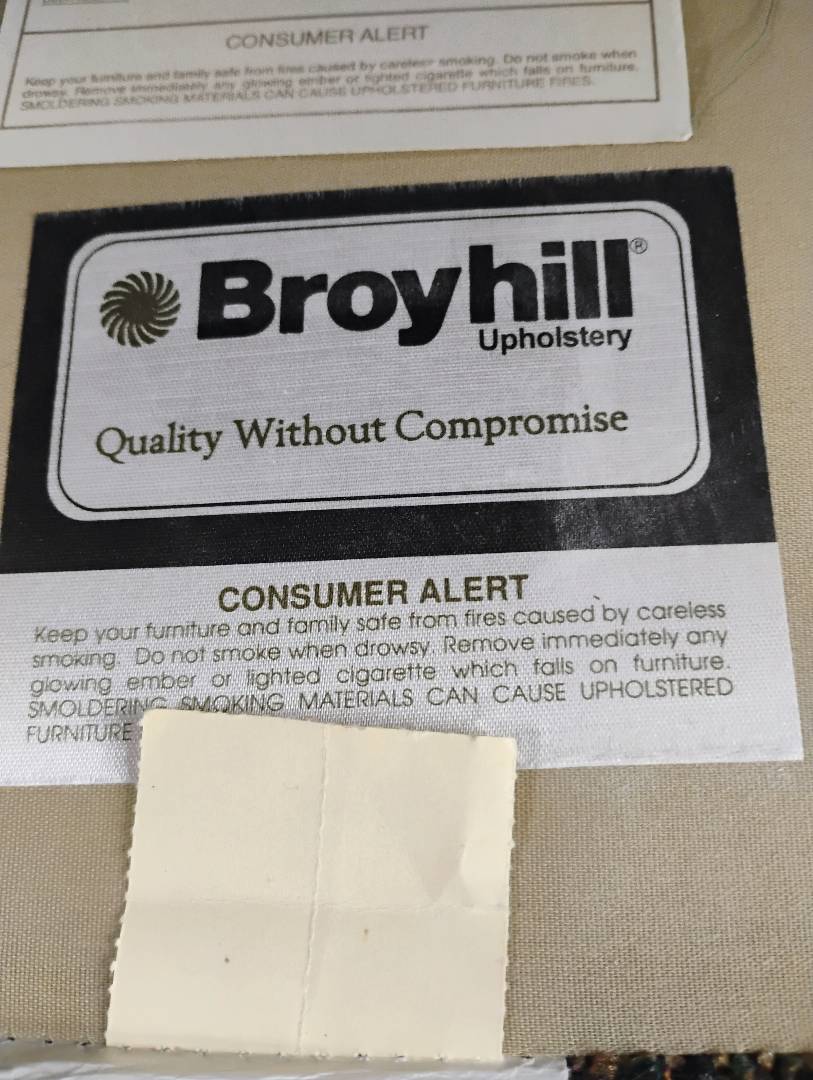 CONSUMER ALERT
Keep your furniture and family safe from fires caused by careless smoking. Do not smoke when
drowsy. Remove immediately any glowing ember or lighted cigarette which falls on furniture.
SMOLDERING SMOKING MATERIALS CAN CAUSE UPHOLSTERED FURNITURE FIRES.
Broyhill®
Upholstery
Quality Without Compromise
CONSUMER ALERT
Keep your furniture and family safe from fires caused by careless
smoking. Do not smoke when drowsy. Remove immediately any
glowing ember or lighted cigarette which falls on furniture.
SMOLDERING SMOKING MATERIALS CAN CAUSE UPHOLSTERED
FURNITURE